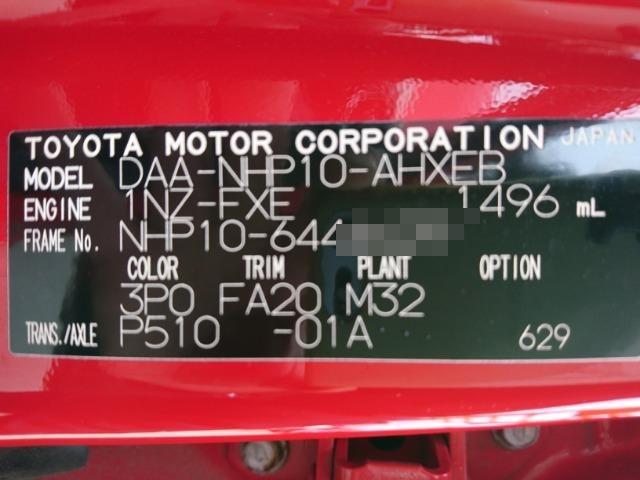 TOYOTA MOTOR CORPORATION JAPAN
MODEL DAA-NHP10-AHXEB
ENGINE 1NZ-FXE 1496 mL
FRAME No. NHP10-644
COLOR TRIM PLANT OPTION
3P0 FA20 M32
TRANS./AXLE P510 -01A 629